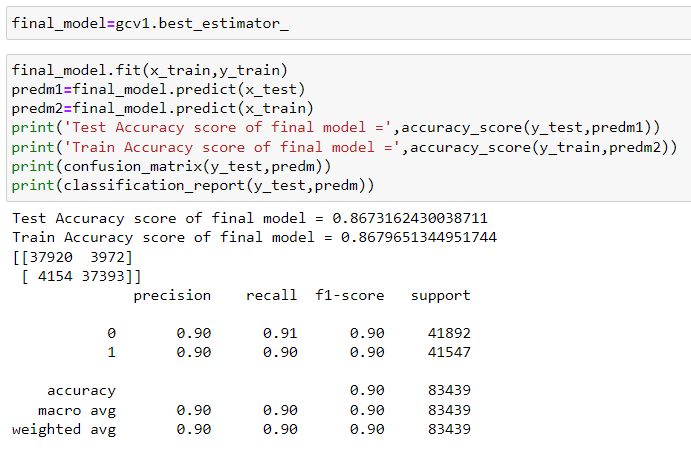 final_model=gcv1.best_estimator_
final_model.fit(x_train,y_train)
predm1=final_model.predict(x_test)
predm2=final_model.predict(x_train)
print('Test Accuracy score of final model =',accuracy_score(y_test,predm1))
print('Train Accuracy score of final model =',accuracy_score(y_train,predm2))
print(confusion_matrix(y_test,predm))
print(classification_report(y_test,predm))
Test Accuracy score of final model = 0.8673162430038711
Train Accuracy score of final model = 0.8679651344951744
[[37920  3972]
 [ 4154 37393]]
              precision    recall  f1-score   support
           0       0.90      0.91      0.90     41892
           1       0.90      0.90      0.90     41547
    accuracy                           0.90     83439
   macro avg       0.90      0.90      0.90     83439
weighted avg       0.90      0.90      0.90     83439